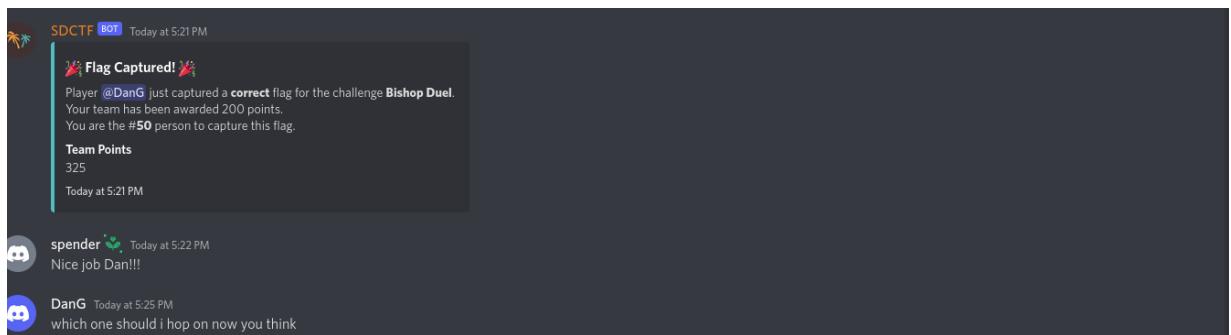 SDCTF BOT Today at 5:21 PM
Flag Captured!
Player @DanG just captured a correct flag for the challenge Bishop Duel.
Your team has been awarded 200 points.
You are the #50 person to capture this flag.
Team Points
325
Today at 5:21 PM
spender Today at 5:22 PM
Nice job Dan!!!
DanG Today at 5:25 PM
which one should i hop on now you think